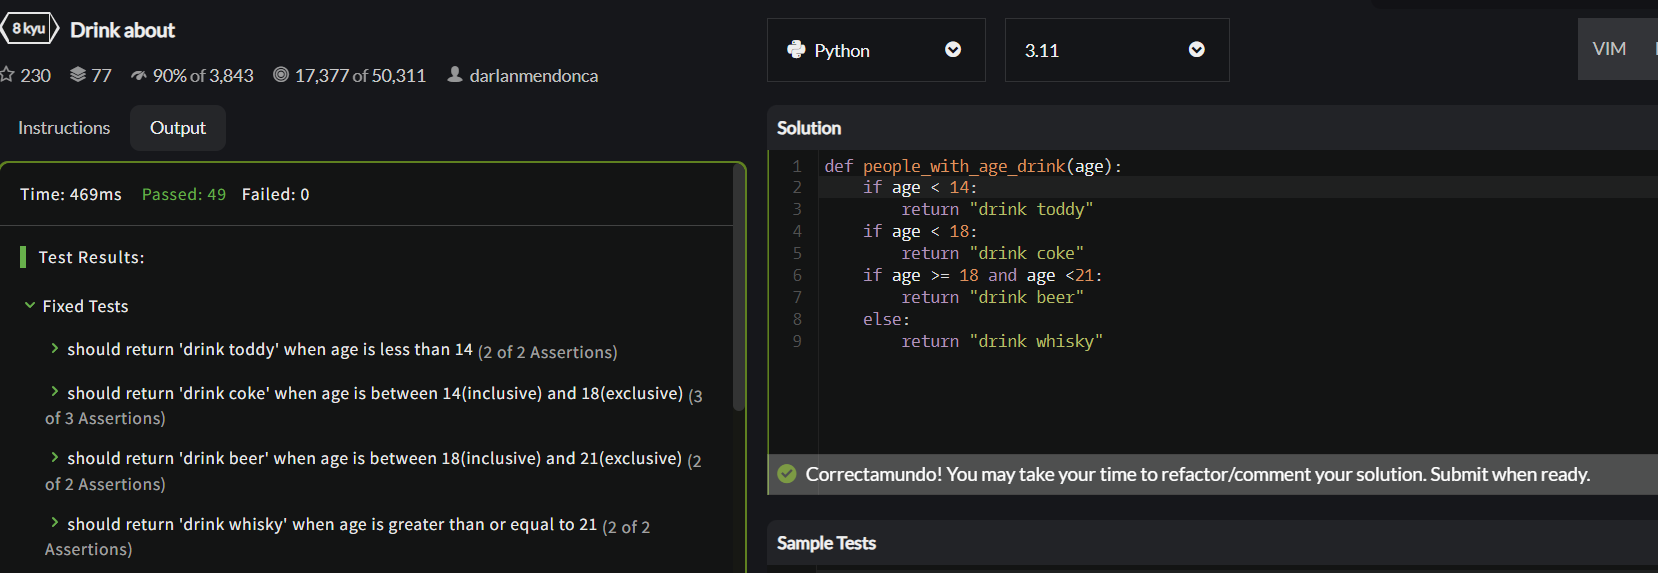 8 kyu Drink about
230 77 90% of 3,843 17,377 of 50,311 darlanmendonca
Instructions Output
Time: 469ms Passed: 49 Failed: 0
Test Results:
Fixed Tests
should return 'drink toddy' when age is less than 14 (2 of 2 Assertions)
should return 'drink coke' when age is between 14(inclusive) and 18(exclusive) (3
of 3 Assertions)
should return 'drink beer' when age is between 18(inclusive) and 21(exclusive) (2
of 2 Assertions)
should return 'drink whisky' when age is greater than or equal to 21 (2 of 2
Assertions)
Python 3.11 VIM
Solution
1 def people_with_age_drink(age):
2 if age < 14:
3 return "drink toddy"
4 if age < 18:
5 return "drink coke"
6 if age >= 18 and age <21:
7 return "drink beer"
8 else:
9 return "drink whisky"
Correctamundo! You may take your time to refactor/comment your solution. Submit when ready.
Sample Tests